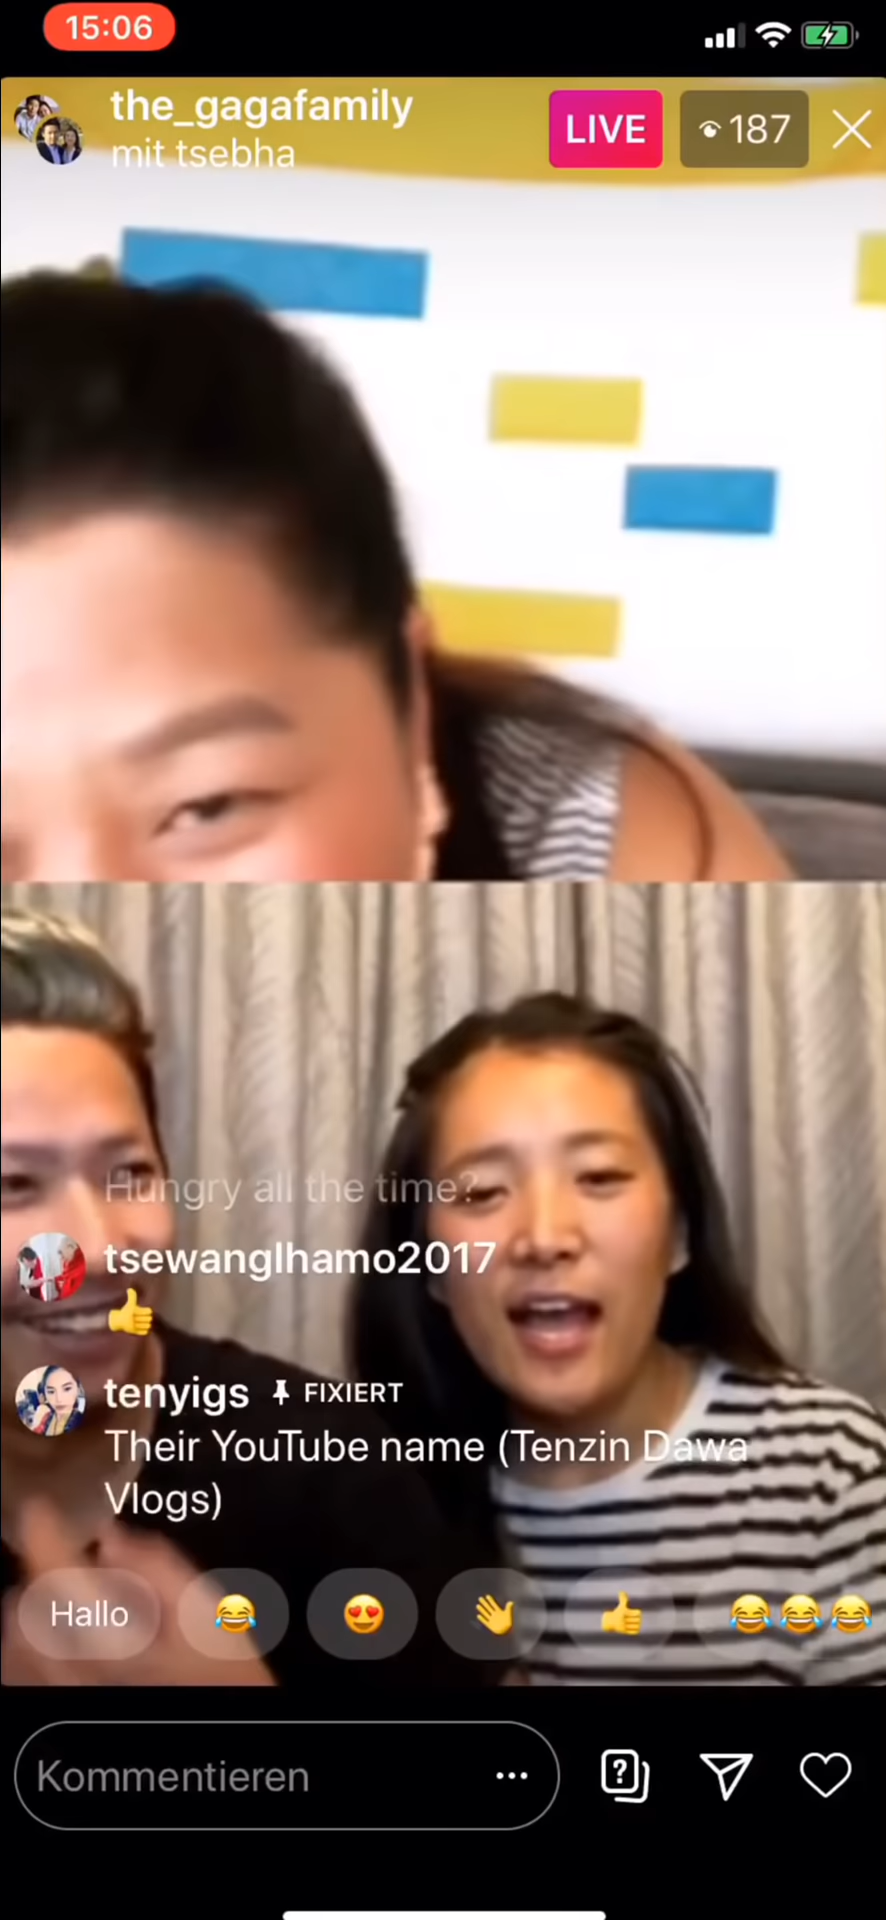 15:06
the_gagafamily
mit tsebha
LIVE
187
Hungry all the time?
tsewanglhamo2017
👍
tenyigs FIXIERT
Their YouTube name (Tenzin Dawa
Vlogs)
Hallo 😂 😍 👋 👍 😂😂😂
Kommentieren